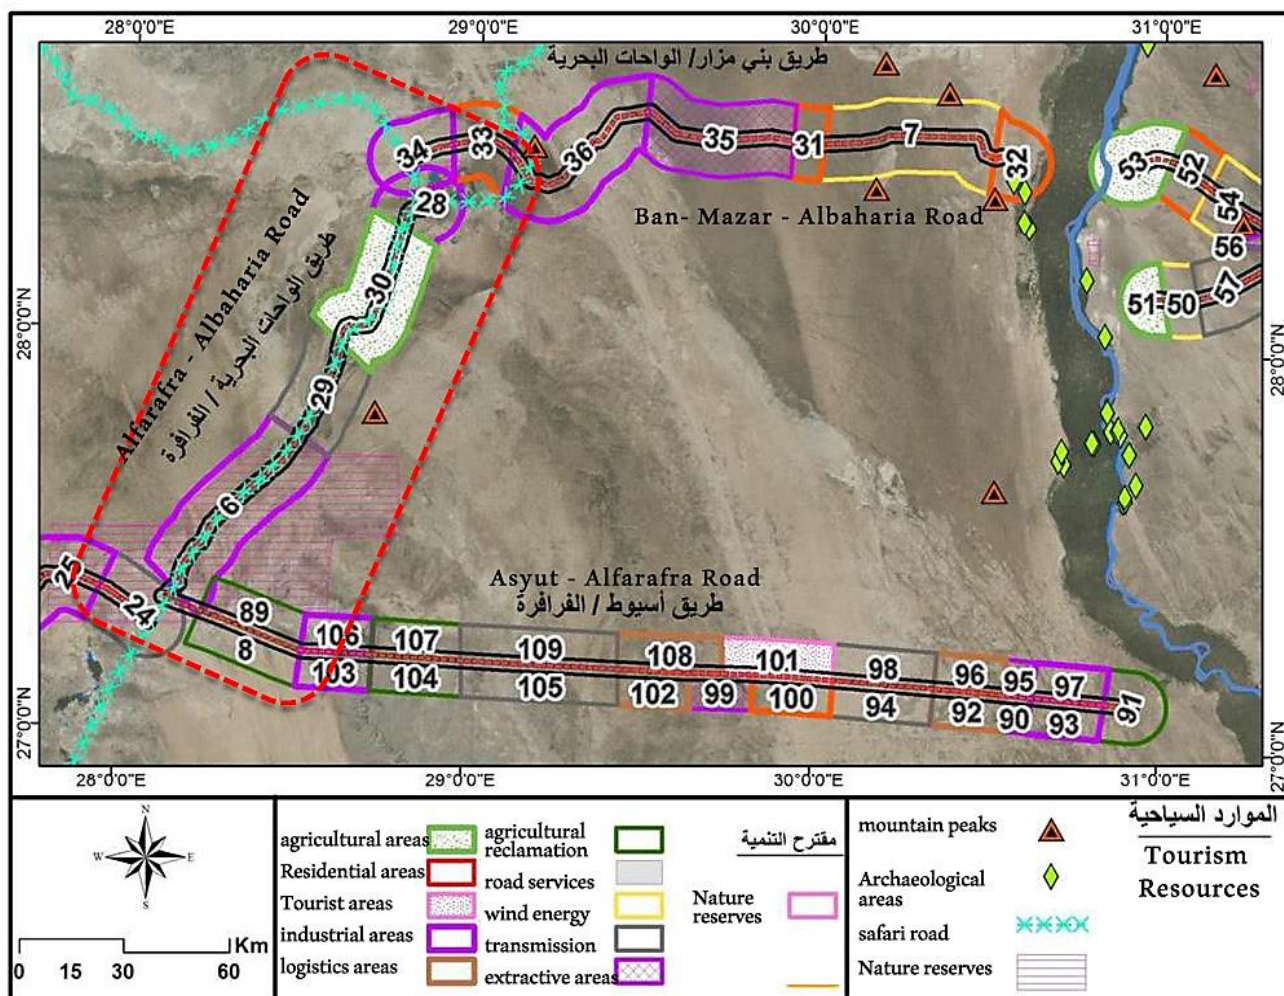 28°0'0"E
29°0'0"E
30°0'0"E
31°0'0"E
طريق بني مزار/ الواحات البحرية
34
33
36
35
31
7
32
53
52
54
56
51
50
57
28
30
29
6
25
24
Ban- Mazar - Albaharia Road
Alfarafra - Albaharia Road
طريق الواحات البحرية / الفرافرة
28°0'0"N
28°0'0"N
Asyut - Alfarafra Road
طريق أسيوط / الفرافرة
89
8
106
103
107
104
109
105
108
102
99
101
100
98
94
96
92
95
90
97
93
91
27°0'0"N
27°0'0"N
28°0'0"E
29°0'0"E
30°0'0"E
31°0'0"E
N
W
E
S
Km
0
15
30
60
agricultural areas
Residential areas
Tourist areas
industrial areas
logistics areas
agricultural
reclamation
road services
wind energy
transmission
extractive areas
مقترح التنمية
Nature
reserves
mountain peaks
Archaeological
areas
safari road
Nature reserves
الموارد السياحية
Tourism
Resources